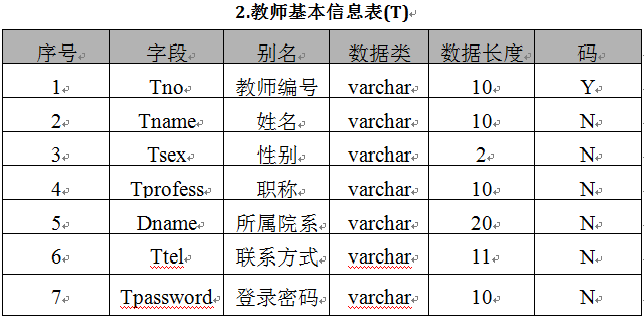 2.教师基本信息表(T)
序号 字段 别名 数据类 数据长度 码
1 Tno 教师编号 varchar 10 Y
2 Tname 姓名 varchar 10 N
3 Tsex 性别 varchar 2 N
4 Tprofess 职称 varchar 10 N
5 Dname 所属院系 varchar 20 N
6 Ttel 联系方式 varchar 11 N
7 Tpassword 登录密码 varchar 10 N